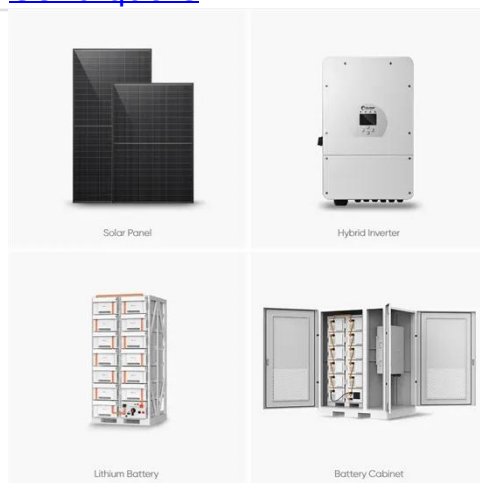 Solar Panel
Hybrid Inverter
Lithium Battery
Battery Cabinet